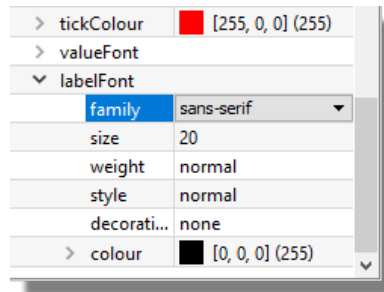 tickColour [255, 0, 0] (255)
valueFont
labelFont
family sans-serif
size 20
weight normal
style normal
decorati... none
colour [0, 0, 0] (255)